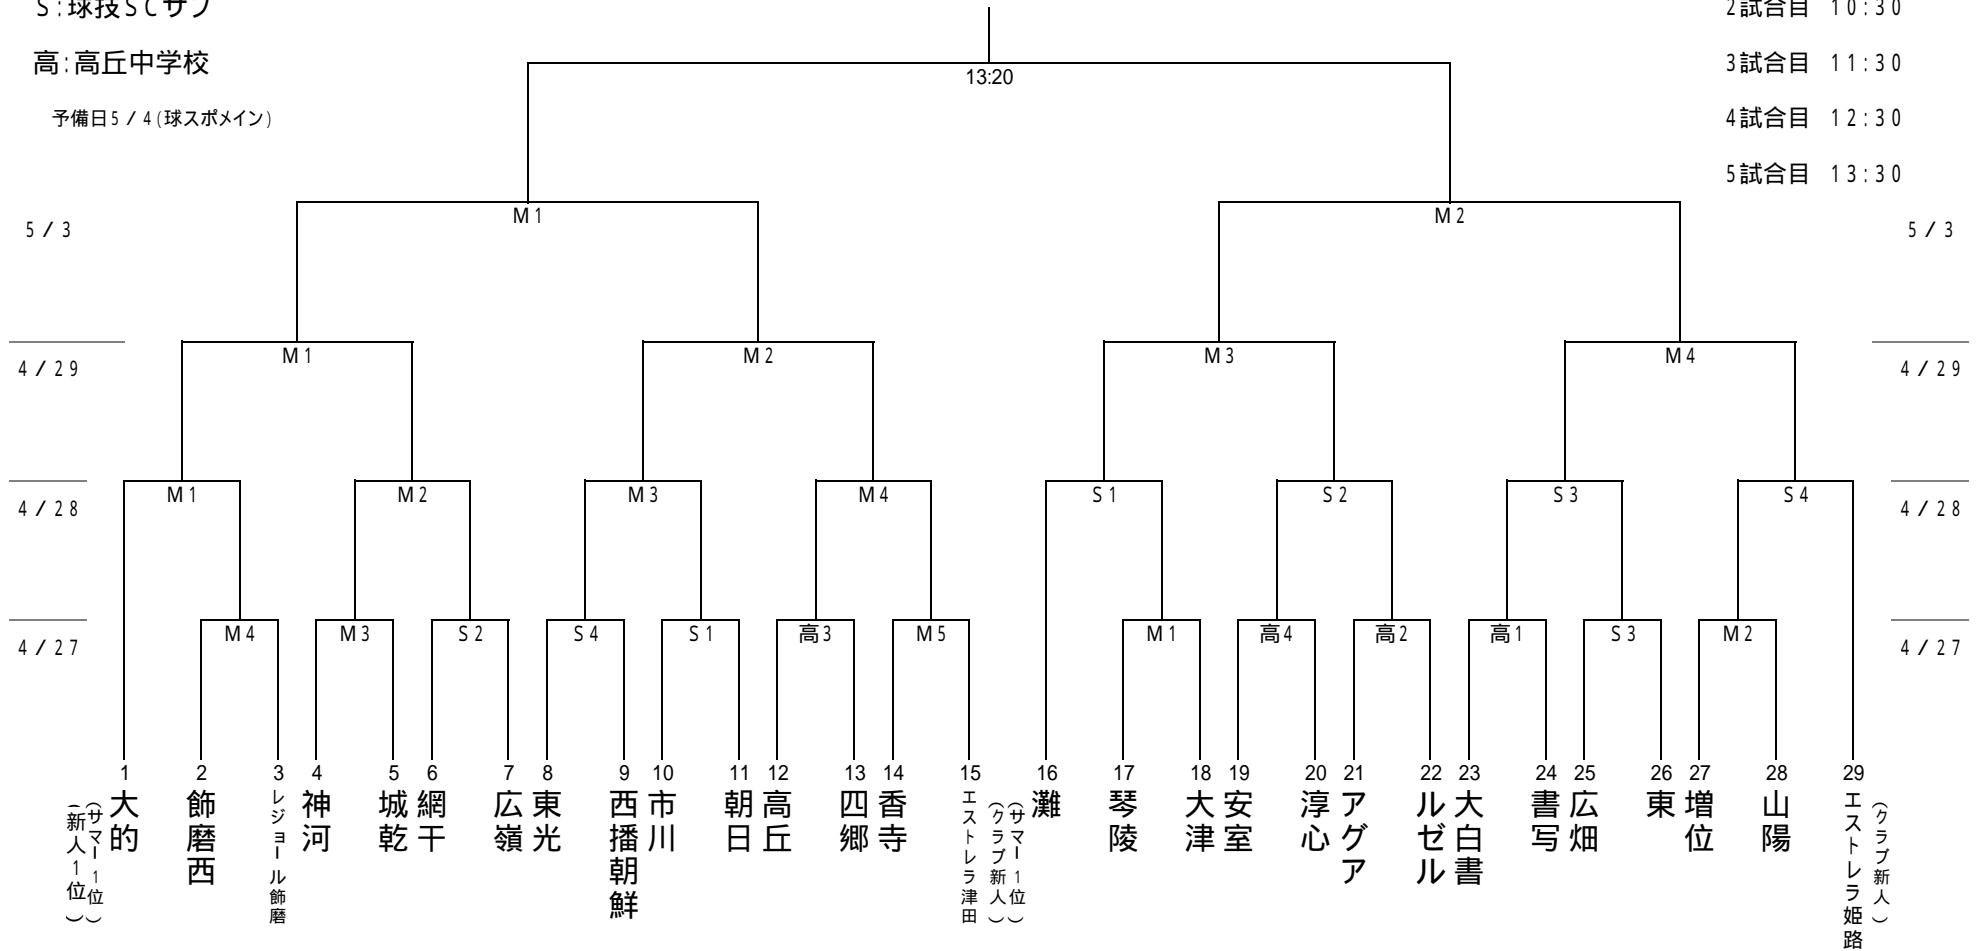 S:球技SCサブ
高:高丘中学校
予備日5/4(球スポメイン)
2試合目 10:30
3試合目 11:30
4試合目 12:30
5試合目 13:30
13:20
5/3
M1
M2
5/3
4/29
M1
M2
M3
M4
4/29
4/28
M1
M2
M3
M4
S1
S2
S3
S4
4/28
4/27
M4
M3
S2
S4
S1
高3
M5
M1
高4
高2
高1
S3
M2
4/27
1
2
3
4
5
6
7
8
9
10
11
12
13
14
15
16
17
18
19
20
21
22
23
24
25
26
27
28
29
(新人1位)
(サマー1位)
大的
飾磨西
レジョール飾磨
神河
城乾
網干
広嶺
東光
西播朝鮮
市川
朝日
高丘
四郷
香寺
エストレラ津田
(クラブ新人)
(サマー1位)
灘
琴陵
大津
安室
淳心
アグア
ルゼル
大白書
書写
広畑
東
増位
山陽
エストレラ姫路
(クラブ新人)